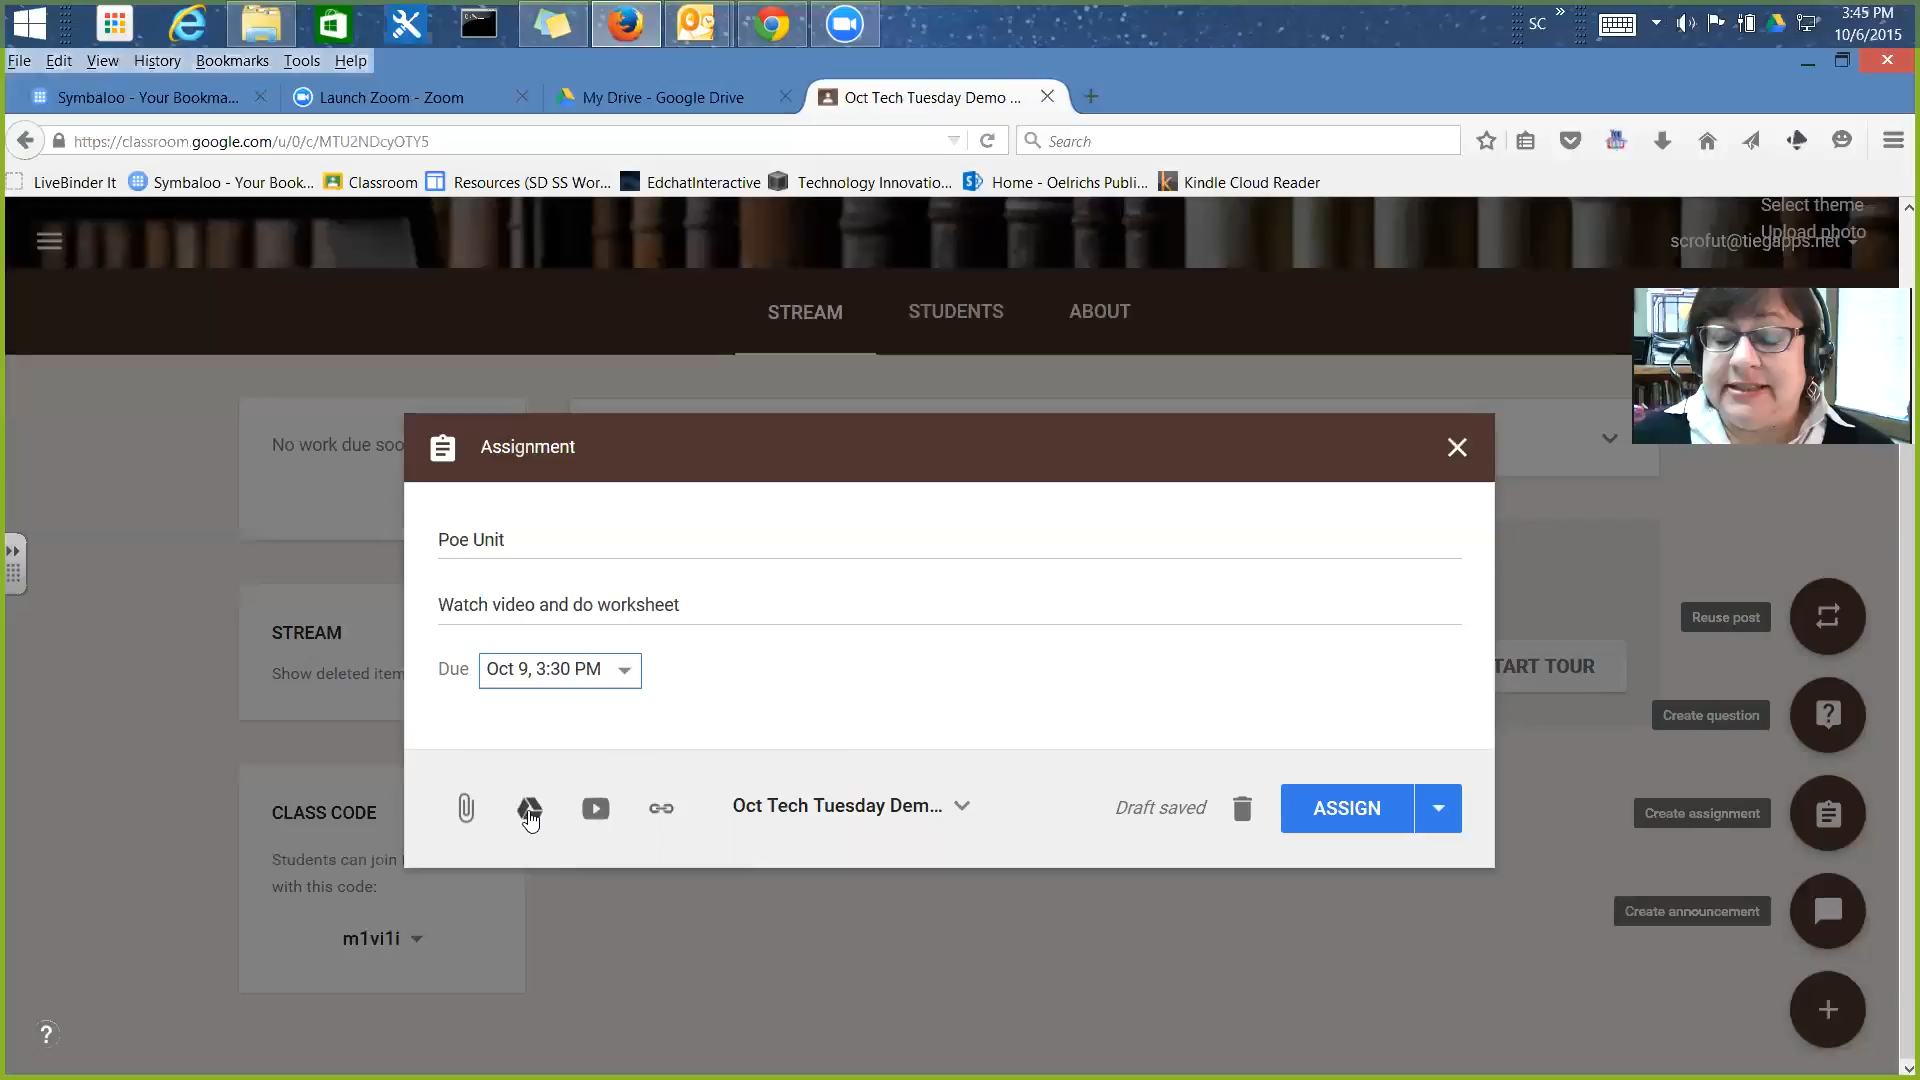 SC
»
3:45 PM
10/6/2015
File Edit View History Bookmarks Tools Help
Symbaloo - Your Bookma...
Launch Zoom - Zoom
My Drive - Google Drive
Oct Tech Tuesday Demo ...
https://classroom.google.com/u/0/c/MTU2NDcyOTY5
Search
LiveBinder It
Symbaloo - Your Book...
Classroom
Resources (SD SS Wor...
EdchatInteractive
Technology Innovatio...
Home - Oelrichs Publi...
Kindle Cloud Reader
Select theme
Upload photo
scrofut@tiegapps.net
STREAM
STUDENTS
ABOUT
No work due soo
Assignment
Poe Unit
Watch video and do worksheet
Due Oct 9, 3:30 PM
Oct Tech Tuesday Dem...
Draft saved
ASSIGN
STREAM
Show deleted item
CLASS CODE
Students can join
with this code:
m1vi1i
TART TOUR
Reuse post
Create question
Create assignment
Create announcement
?